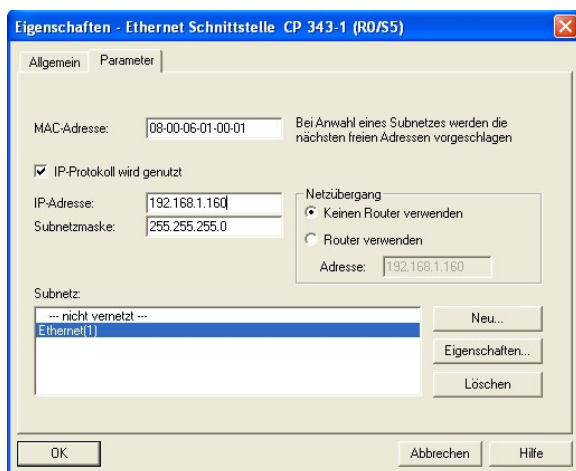 Eigenschaften - Ethernet Schnittstelle CP 343-1 (R0/S5)
Allgemein
Parameter
MAC-Adresse:
08-00-06-01-00-01
Bei Anwahl eines Subnetzes werden die
nächsten freien Adressen vorgeschlagen
IP-Protokoll wird genutzt
IP-Adresse:
192.168.1.160
Subnetzmaske:
255.255.255.0
Netzübergang
Keinen Router verwenden
Router verwenden
Adresse:
192.168.1.160
Subnetz:
--- nicht vernetzt ---
Ethernet(1)
Neu...
Eigenschaften...
Löschen
OK
Abbrechen
Hilfe